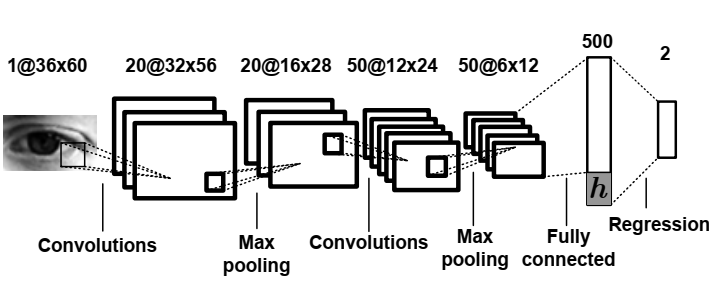 1@36x60
20@32x56
20@16x28
50@12x24
50@6x12
500
2
h
Convolutions
Max
pooling
Convolutions
Max
pooling
Fully
connected
Regression